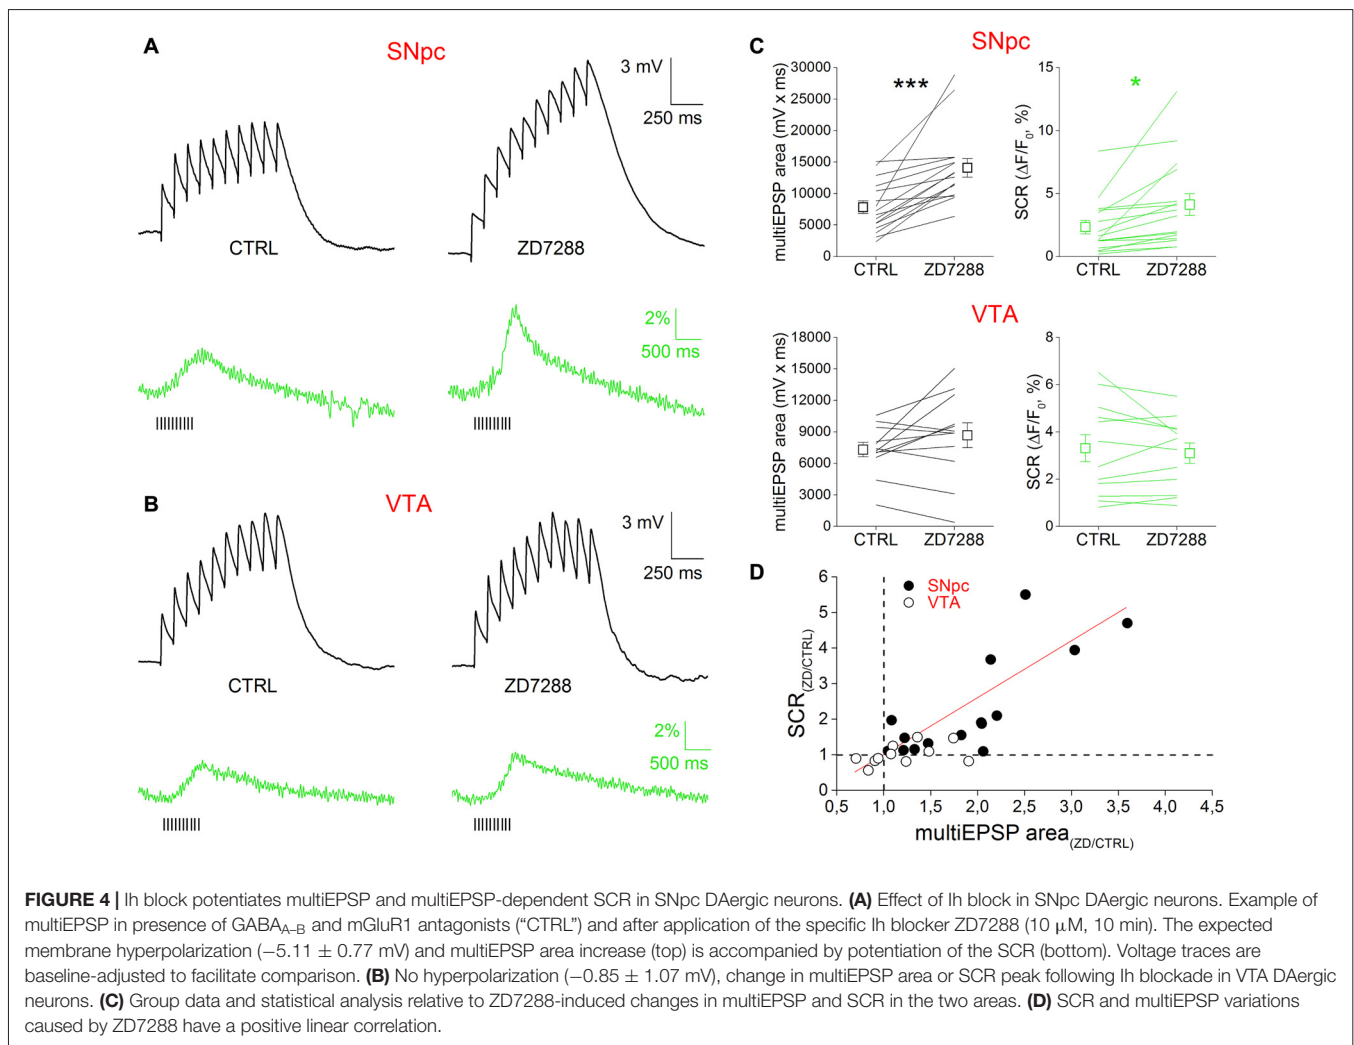 A
SNpc
3 mV
250 ms
CTRL
ZD7288
2%
500 ms
B
VTA
3 mV
250 ms
CTRL
ZD7288
2%
500 ms
C
SNpc
multiEPSP area (mV x ms)
30000
25000
20000
15000
10000
5000
0
***
CTRL
ZD7288
SCR (ΔF/F0, %)
15
10
5
0
*
CTRL
ZD7288
VTA
multiEPSP area (mV x ms)
18000
15000
12000
9000
6000
3000
0
CTRL
ZD7288
SCR (ΔF/F0, %)
8
6
4
2
0
CTRL
ZD7288
D
SNpc
VTA
SCR(ZD/CTRL)
6
5
4
3
2
1
0
0,5
1,0
1,5
2,0
2,5
3,0
3,5
4,0
4,5
multiEPSP area(ZD/CTRL)
FIGURE 4 | Ih block potentiates multiEPSP and multiEPSP-dependent SCR in SNpc DAergic neurons. (A) Effect of Ih block in SNpc DAergic neurons. Example of
multiEPSP in presence of GABAA–B and mGluR1 antagonists (“CTRL”) and after application of the specific Ih blocker ZD7288 (10 μM, 10 min). The expected
membrane hyperpolarization (−5.11 ± 0.77 mV) and multiEPSP area increase (top) is accompanied by potentiation of the SCR (bottom). Voltage traces are
baseline-adjusted to facilitate comparison. (B) No hyperpolarization (−0.85 ± 1.07 mV), change in multiEPSP area or SCR peak following Ih blockade in VTA DAergic
neurons. (C) Group data and statistical analysis relative to ZD7288-induced changes in multiEPSP and SCR in the two areas. (D) SCR and multiEPSP variations
caused by ZD7288 have a positive linear correlation.